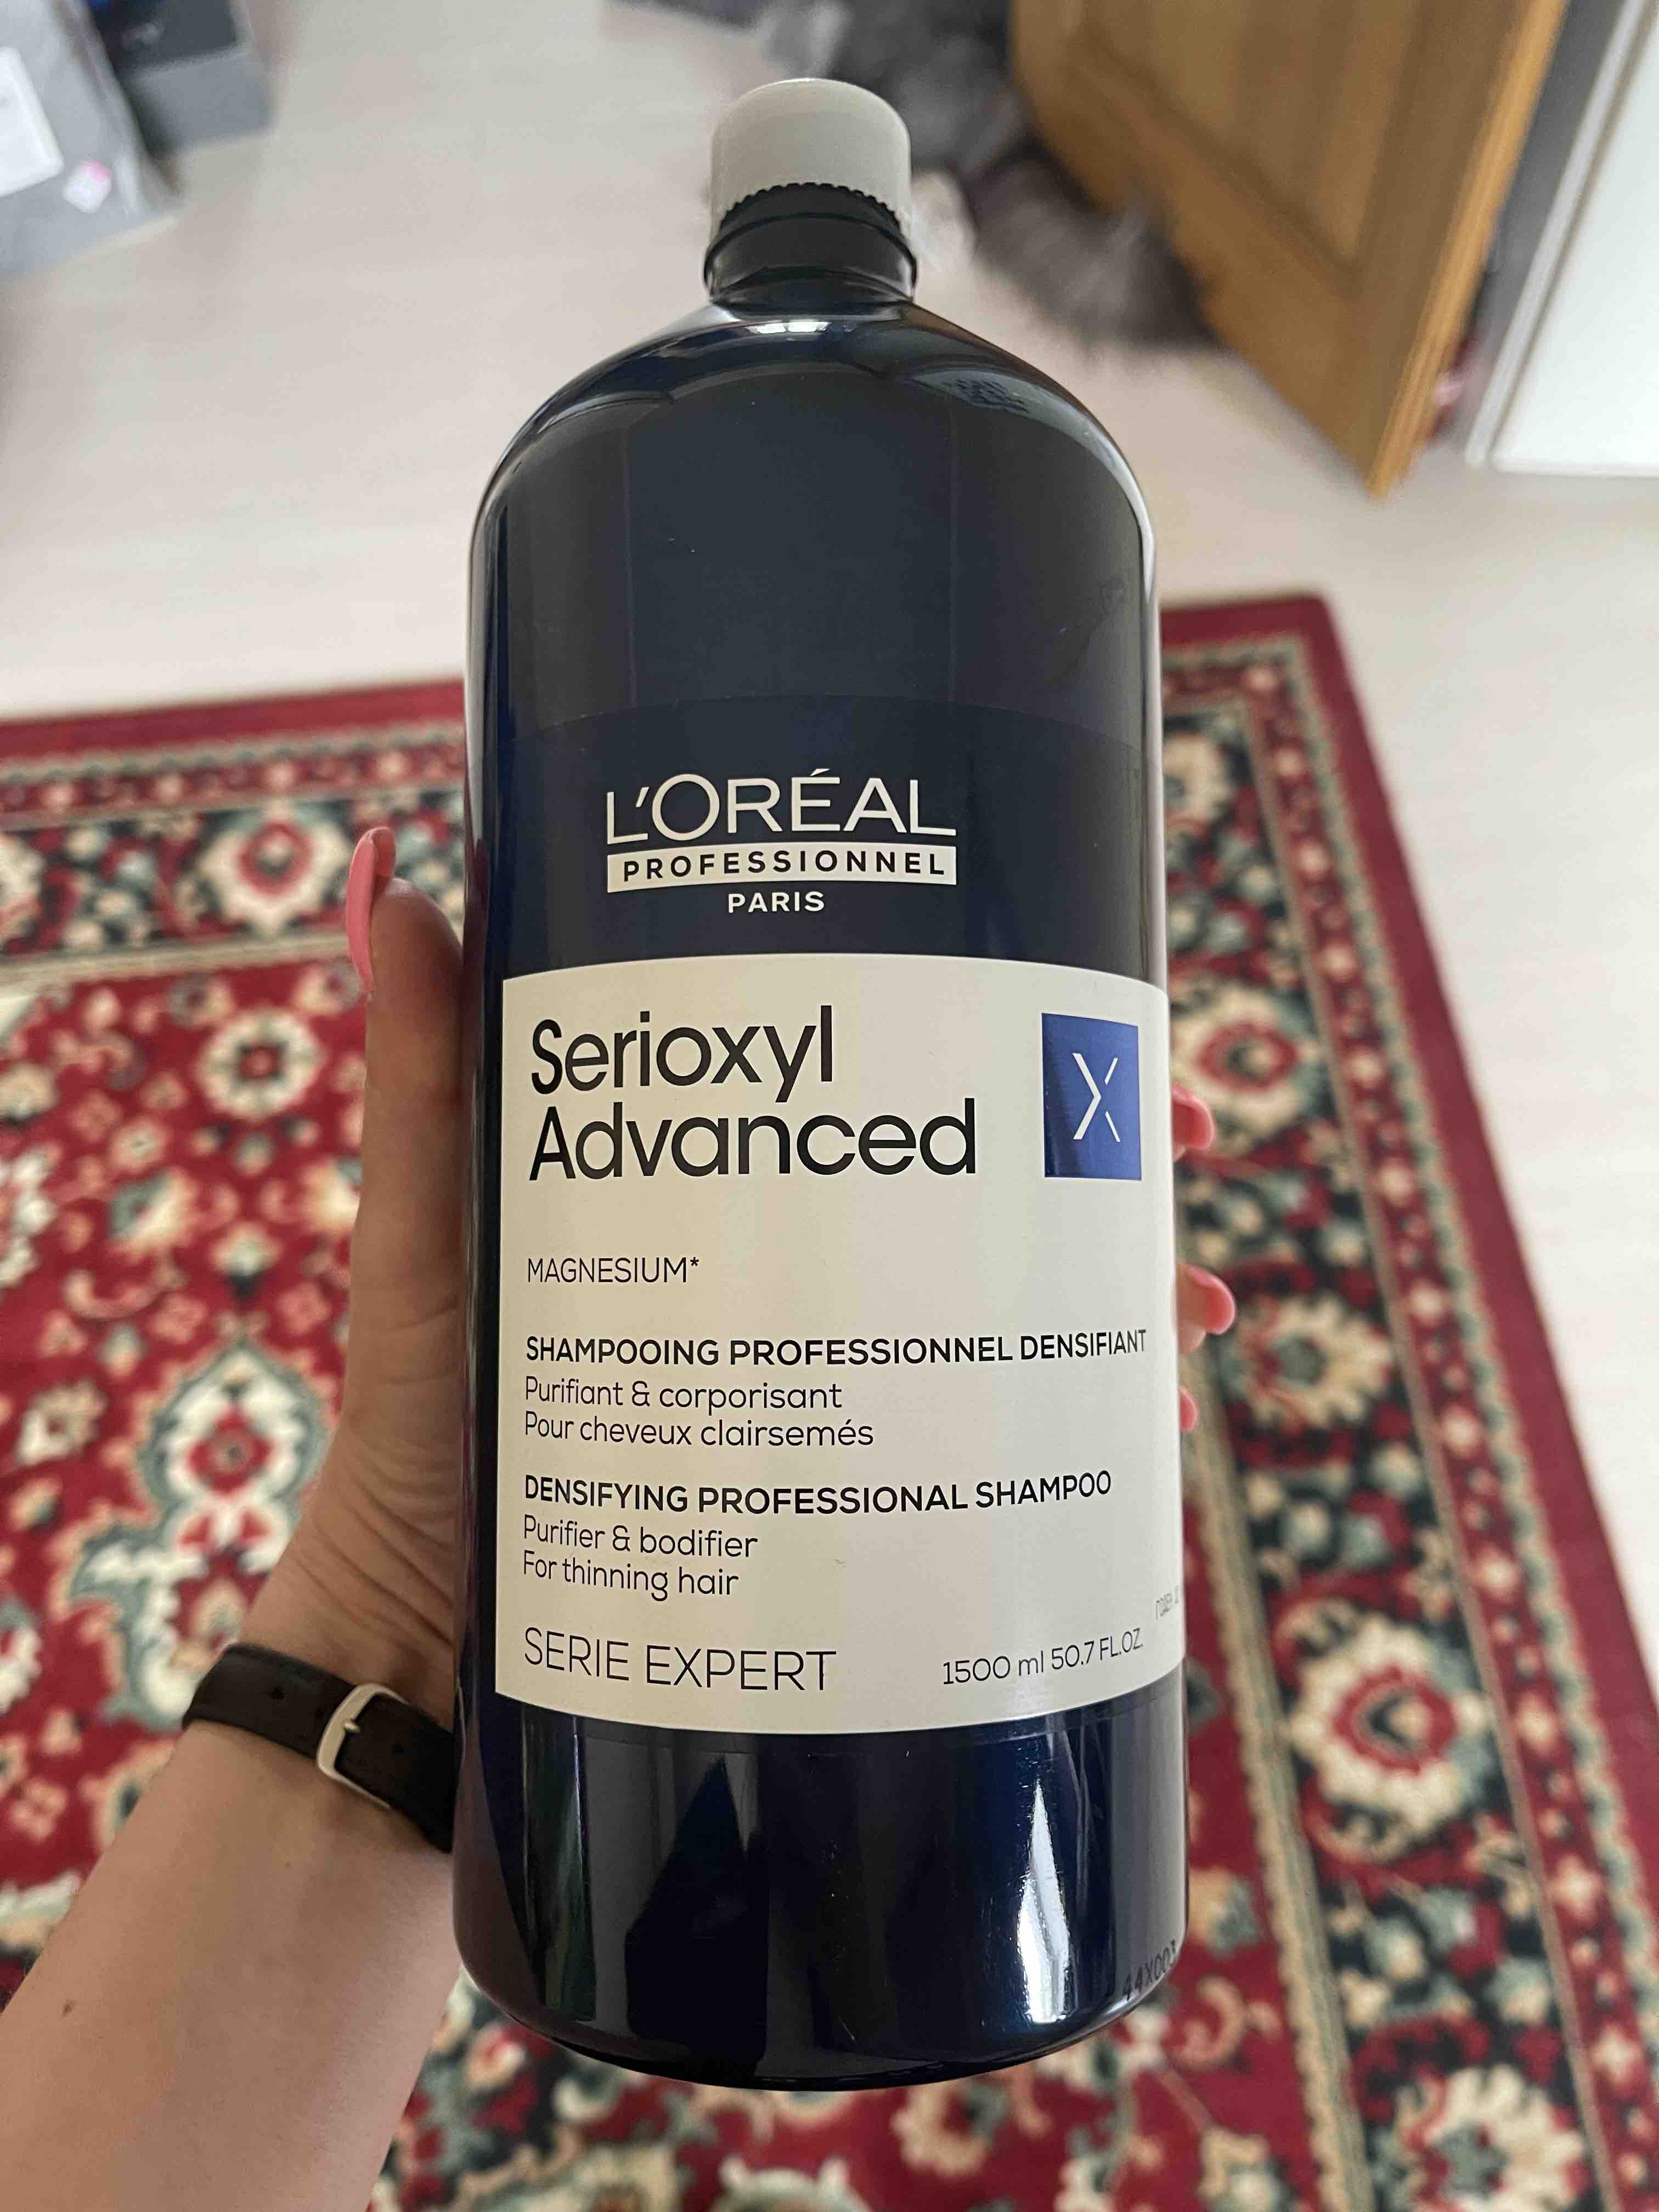 L'ORÉAL
PROFESSIONNEL
PARIS
Serioxyl
Advanced
X
MAGNESIUM*
SHAMPOOING PROFESSIONNEL DENSIFIANT
Purifiant & corporisant
Pour cheveux clairsemés
DENSIFYING PROFESSIONAL SHAMPOO
Purifier & bodifier
For thinning hair
SERIE EXPERT
1500 ml 50.7 FL.OZ.